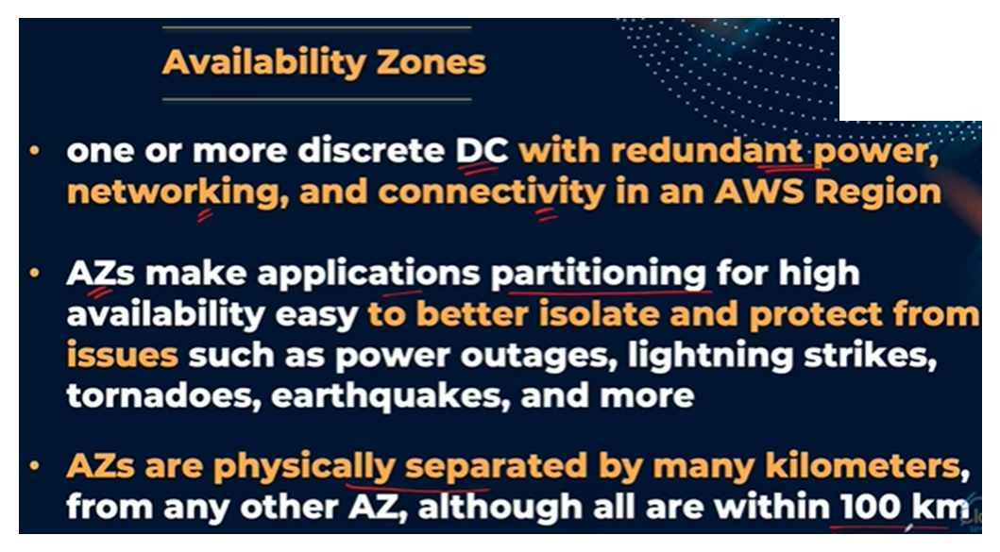 Availability Zones
• one or more discrete DC with redundant power,
networking, and connectivity in an AWS Region
• AZs make applications partitioning for high
availability easy to better isolate and protect from
issues such as power outages, lightning strikes,
tornadoes, earthquakes, and more
• AZs are physically separated by many kilometers,
from any other AZ, although all are within 100 km